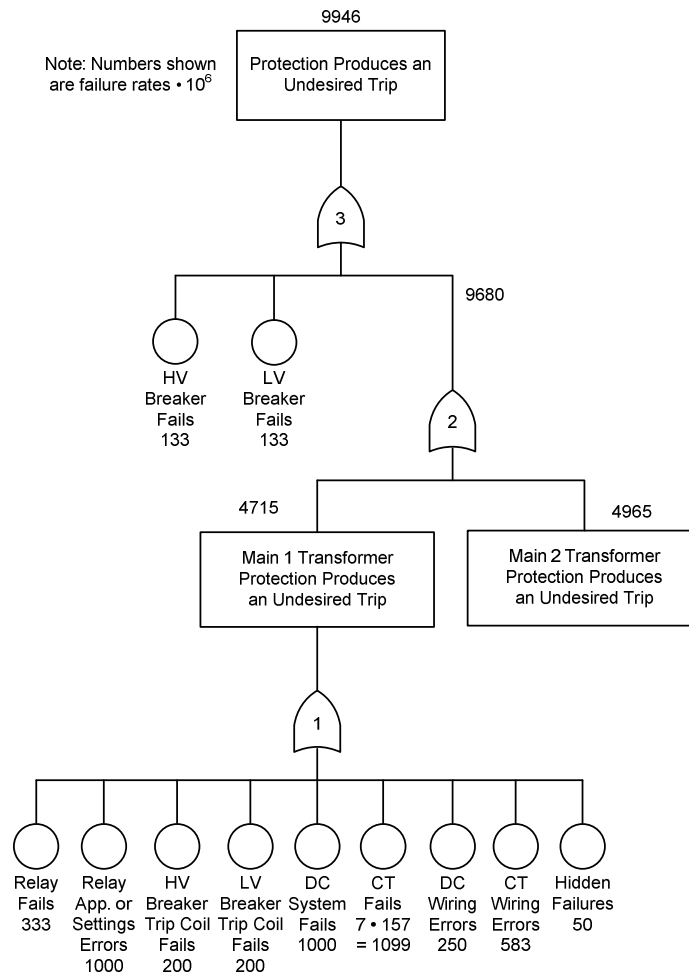 9946
Note: Numbers shown
are failure rates • 10⁶
Protection Produces an
Undesired Trip
3
9680
HV
Breaker
Fails
133
LV
Breaker
Fails
133
2
4715
4965
Main 1 Transformer
Protection Produces
an Undesired Trip
Main 2 Transformer
Protection Produces
an Undesired Trip
1
Relay
Fails
333
Relay
App. or
Settings
Errors
1000
HV
Breaker
Trip Coil
Fails
200
LV
Breaker
Trip Coil
Fails
200
DC
System
Fails
1000
CT
Fails
7 • 157
= 1099
DC
Wiring
Errors
250
CT
Wiring
Errors
583
Hidden
Failures
50